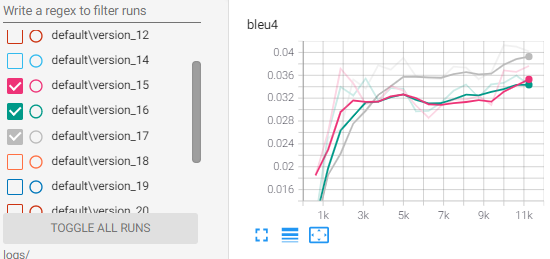 Write a regex to filter runs
default\version_12
default\version_14
default\version_15
default\version_16
default\version_17
default\version_18
default\version_19
default\version_20
TOGGLE ALL RUNS
logs/
bleu4
0.04
0.036
0.032
0.028
0.024
0.02
0.016
1k 3k 5k 7k 9k 11k